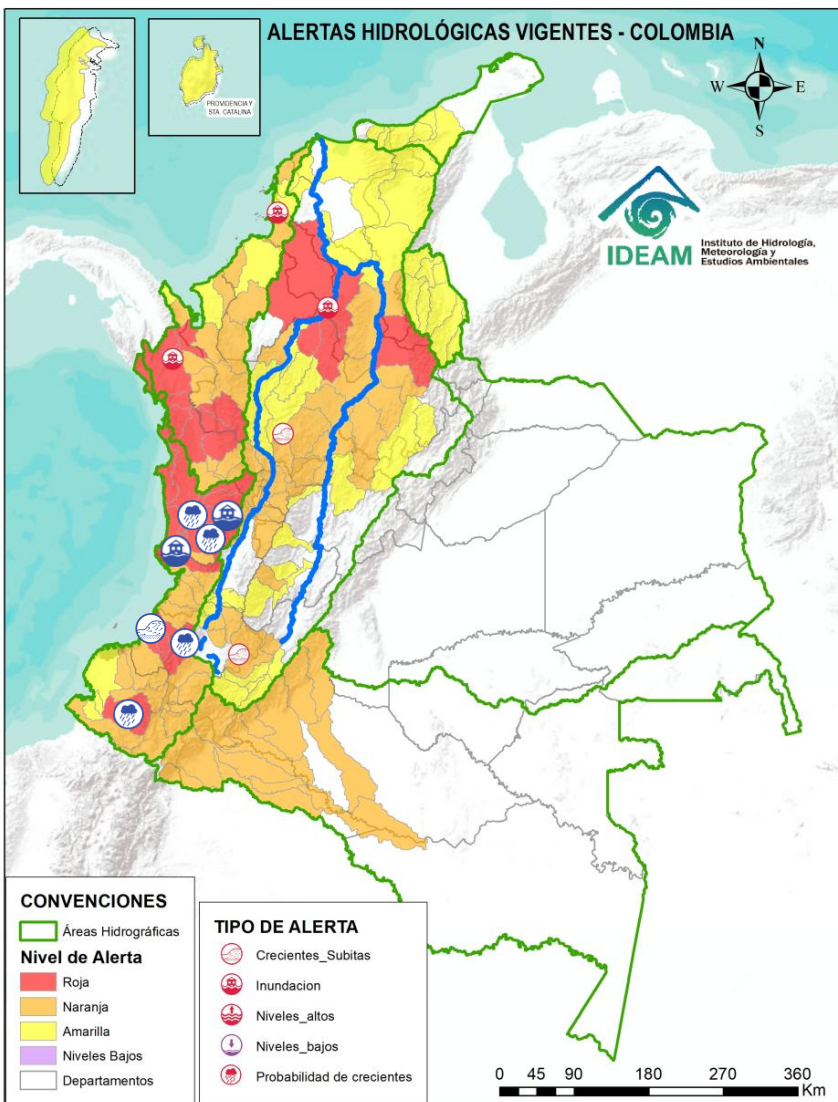 ALERTAS HIDROLÓGICAS VIGENTES - COLOMBIA
PROVIDENCIA Y
STA. CATALINA
N
W
E
S
IDEAM
Instituto de Hidrología,
Meteorología y
Estudios Ambientales
CONVENCIONES
Áreas Hidrográficas
Nivel de Alerta
Roja
Naranja
Amarilla
Niveles Bajos
Departamentos
TIPO DE ALERTA
Crecientes_Subitas
Inundacion
Niveles_altos
Niveles_bajos
Probabilidad de crecientes
0 45 90 180 270 360
Km